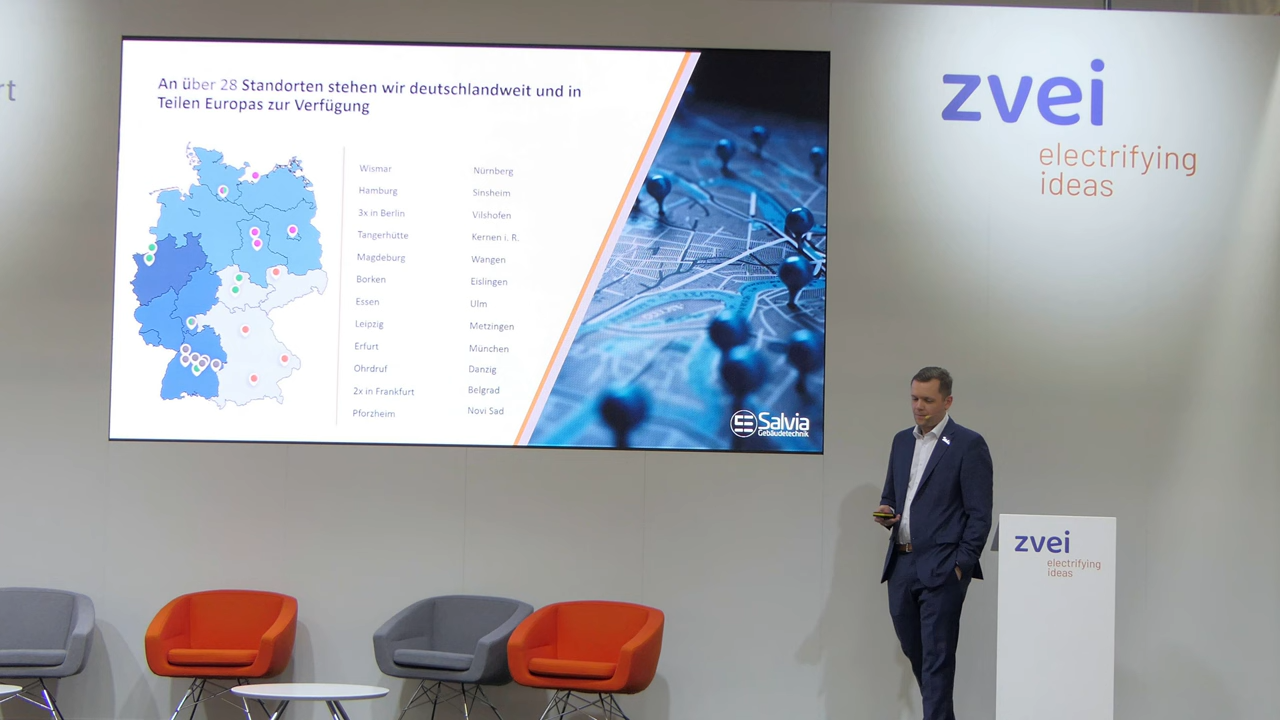 rt
An über 28 Standorten stehen wir deutschlandweit und in
Teilen Europas zur Verfügung
Wismar
Hamburg
3x in Berlin
Tangerhütte
Magdeburg
Borken
Essen
Leipzig
Erfurt
Ohrdruf
2x in Frankfurt
Pforzheim
Nürnberg
Sinsheim
Vilshofen
Kernen i. R.
Wangen
Eislingen
Ulm
Metzingen
München
Danzig
Belgrad
Novi Sad
Salvia
Gebäudetechnik
zvei
electrifying
ideas
zvei
electrifying
ideas